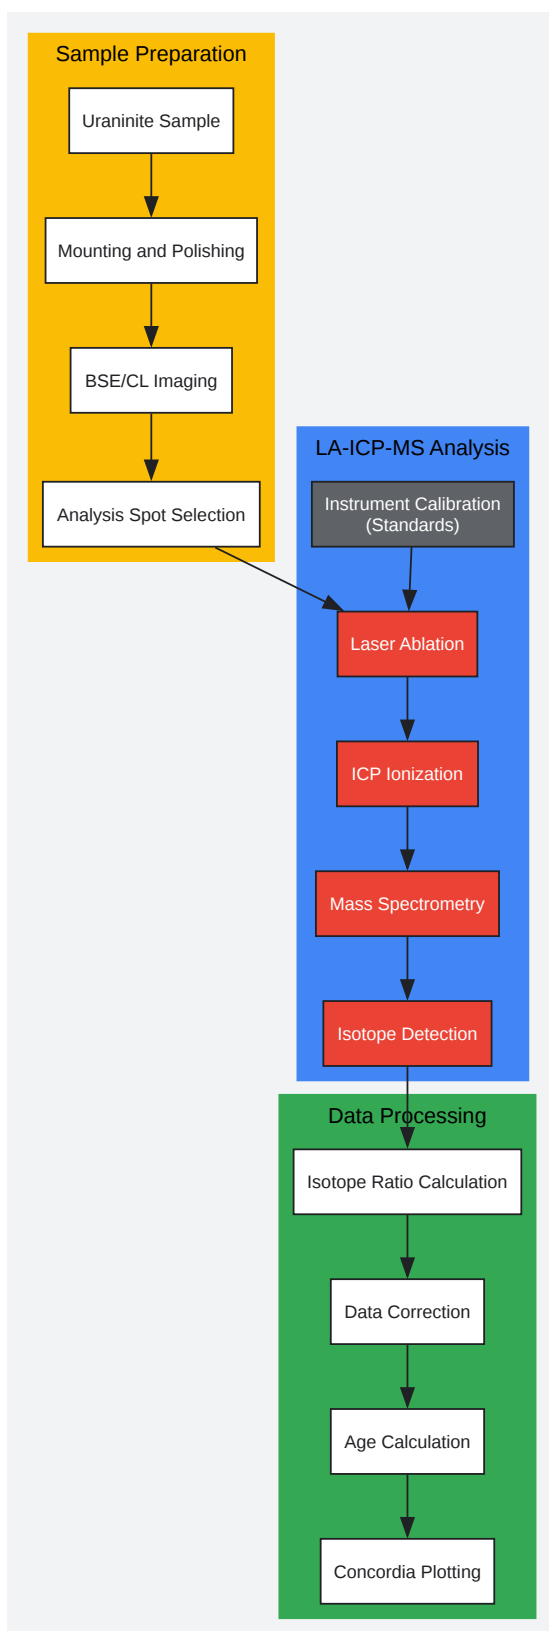 Sample Preparation
Uraninite Sample
Mounting and Polishing
BSE/CL Imaging
Analysis Spot Selection
LA-ICP-MS Analysis
Instrument Calibration
(Standards)
Laser Ablation
ICP Ionization
Mass Spectrometry
Isotope Detection
Data Processing
Isotope Ratio Calculation
Data Correction
Age Calculation
Concordia Plotting